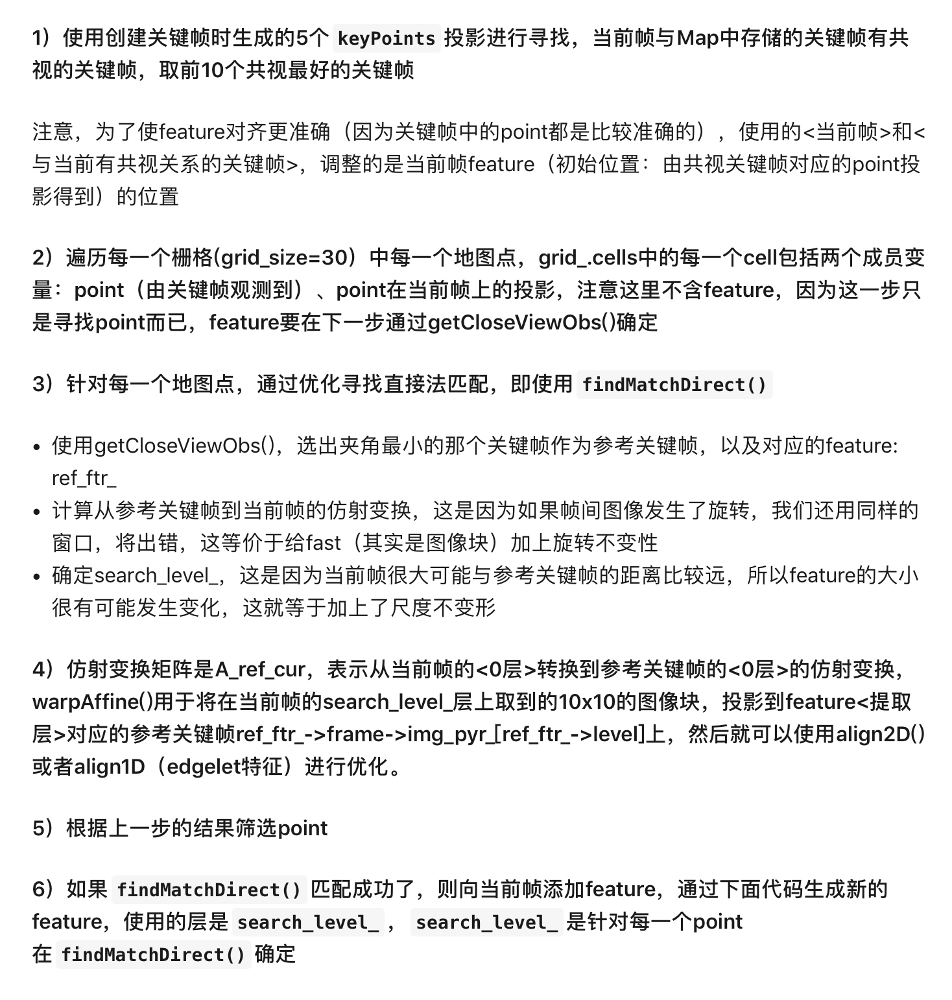 1）使用创建关键帧时生成的5个 keyPoints 投影进行寻找，当前帧与Map中存储的关键帧有共
视的关键帧，取前10个共视最好的关键帧
注意，为了使feature对齐更准确（因为关键帧中的point都是比较准确的），使用的<当前帧>和<
与当前有共视关系的关键帧>，调整的是当前帧feature（初始位置：由共视关键帧对应的point投
影得到）的位置
2）遍历每一个栅格(grid_size=30）中每一个地图点，grid_.cells中的每一个cell包括两个成员变
量：point（由关键帧观测到）、point在当前帧上的投影，注意这里不含feature，因为这一步只
是寻找point而已，feature要在下一步通过getCloseViewObs()确定
3）针对每一个地图点，通过优化寻找直接法匹配，即使用 findMatchDirect()
• 使用getCloseViewObs()，选出夹角最小的那个关键帧作为参考关键帧，以及对应的feature:
ref_ftr_
• 计算从参考关键帧到当前帧的仿射变换，这是因为如果帧间图像发生了旋转，我们还用同样的
窗口，将出错，这等价于给fast（其实是图像块）加上旋转不变性
• 确定search_level_，这是因为当前帧很大可能与参考关键帧的距离比较远，所以feature的大小
很有可能发生变化，这就等于加上了尺度不变形
4）仿射变换矩阵是A_ref_cur，表示从当前帧的<0层>转换到参考关键帧的<0层>的仿射变换，
warpAffine()用于将在当前帧的search_level_层上取到的10x10的图像块，投影到feature<提取
层>对应的参考关键帧ref_ftr_->frame->img_pyr_[ref_ftr_->level]上，然后就可以使用align2D()
或者align1D（edgelet特征）进行优化。
5）根据上一步的结果筛选point
6）如果 findMatchDirect() 匹配成功了，则向当前帧添加feature，通过下面代码生成新的
feature，使用的层是 search_level_ ， search_level_ 是针对每一个point
在 findMatchDirect() 确定